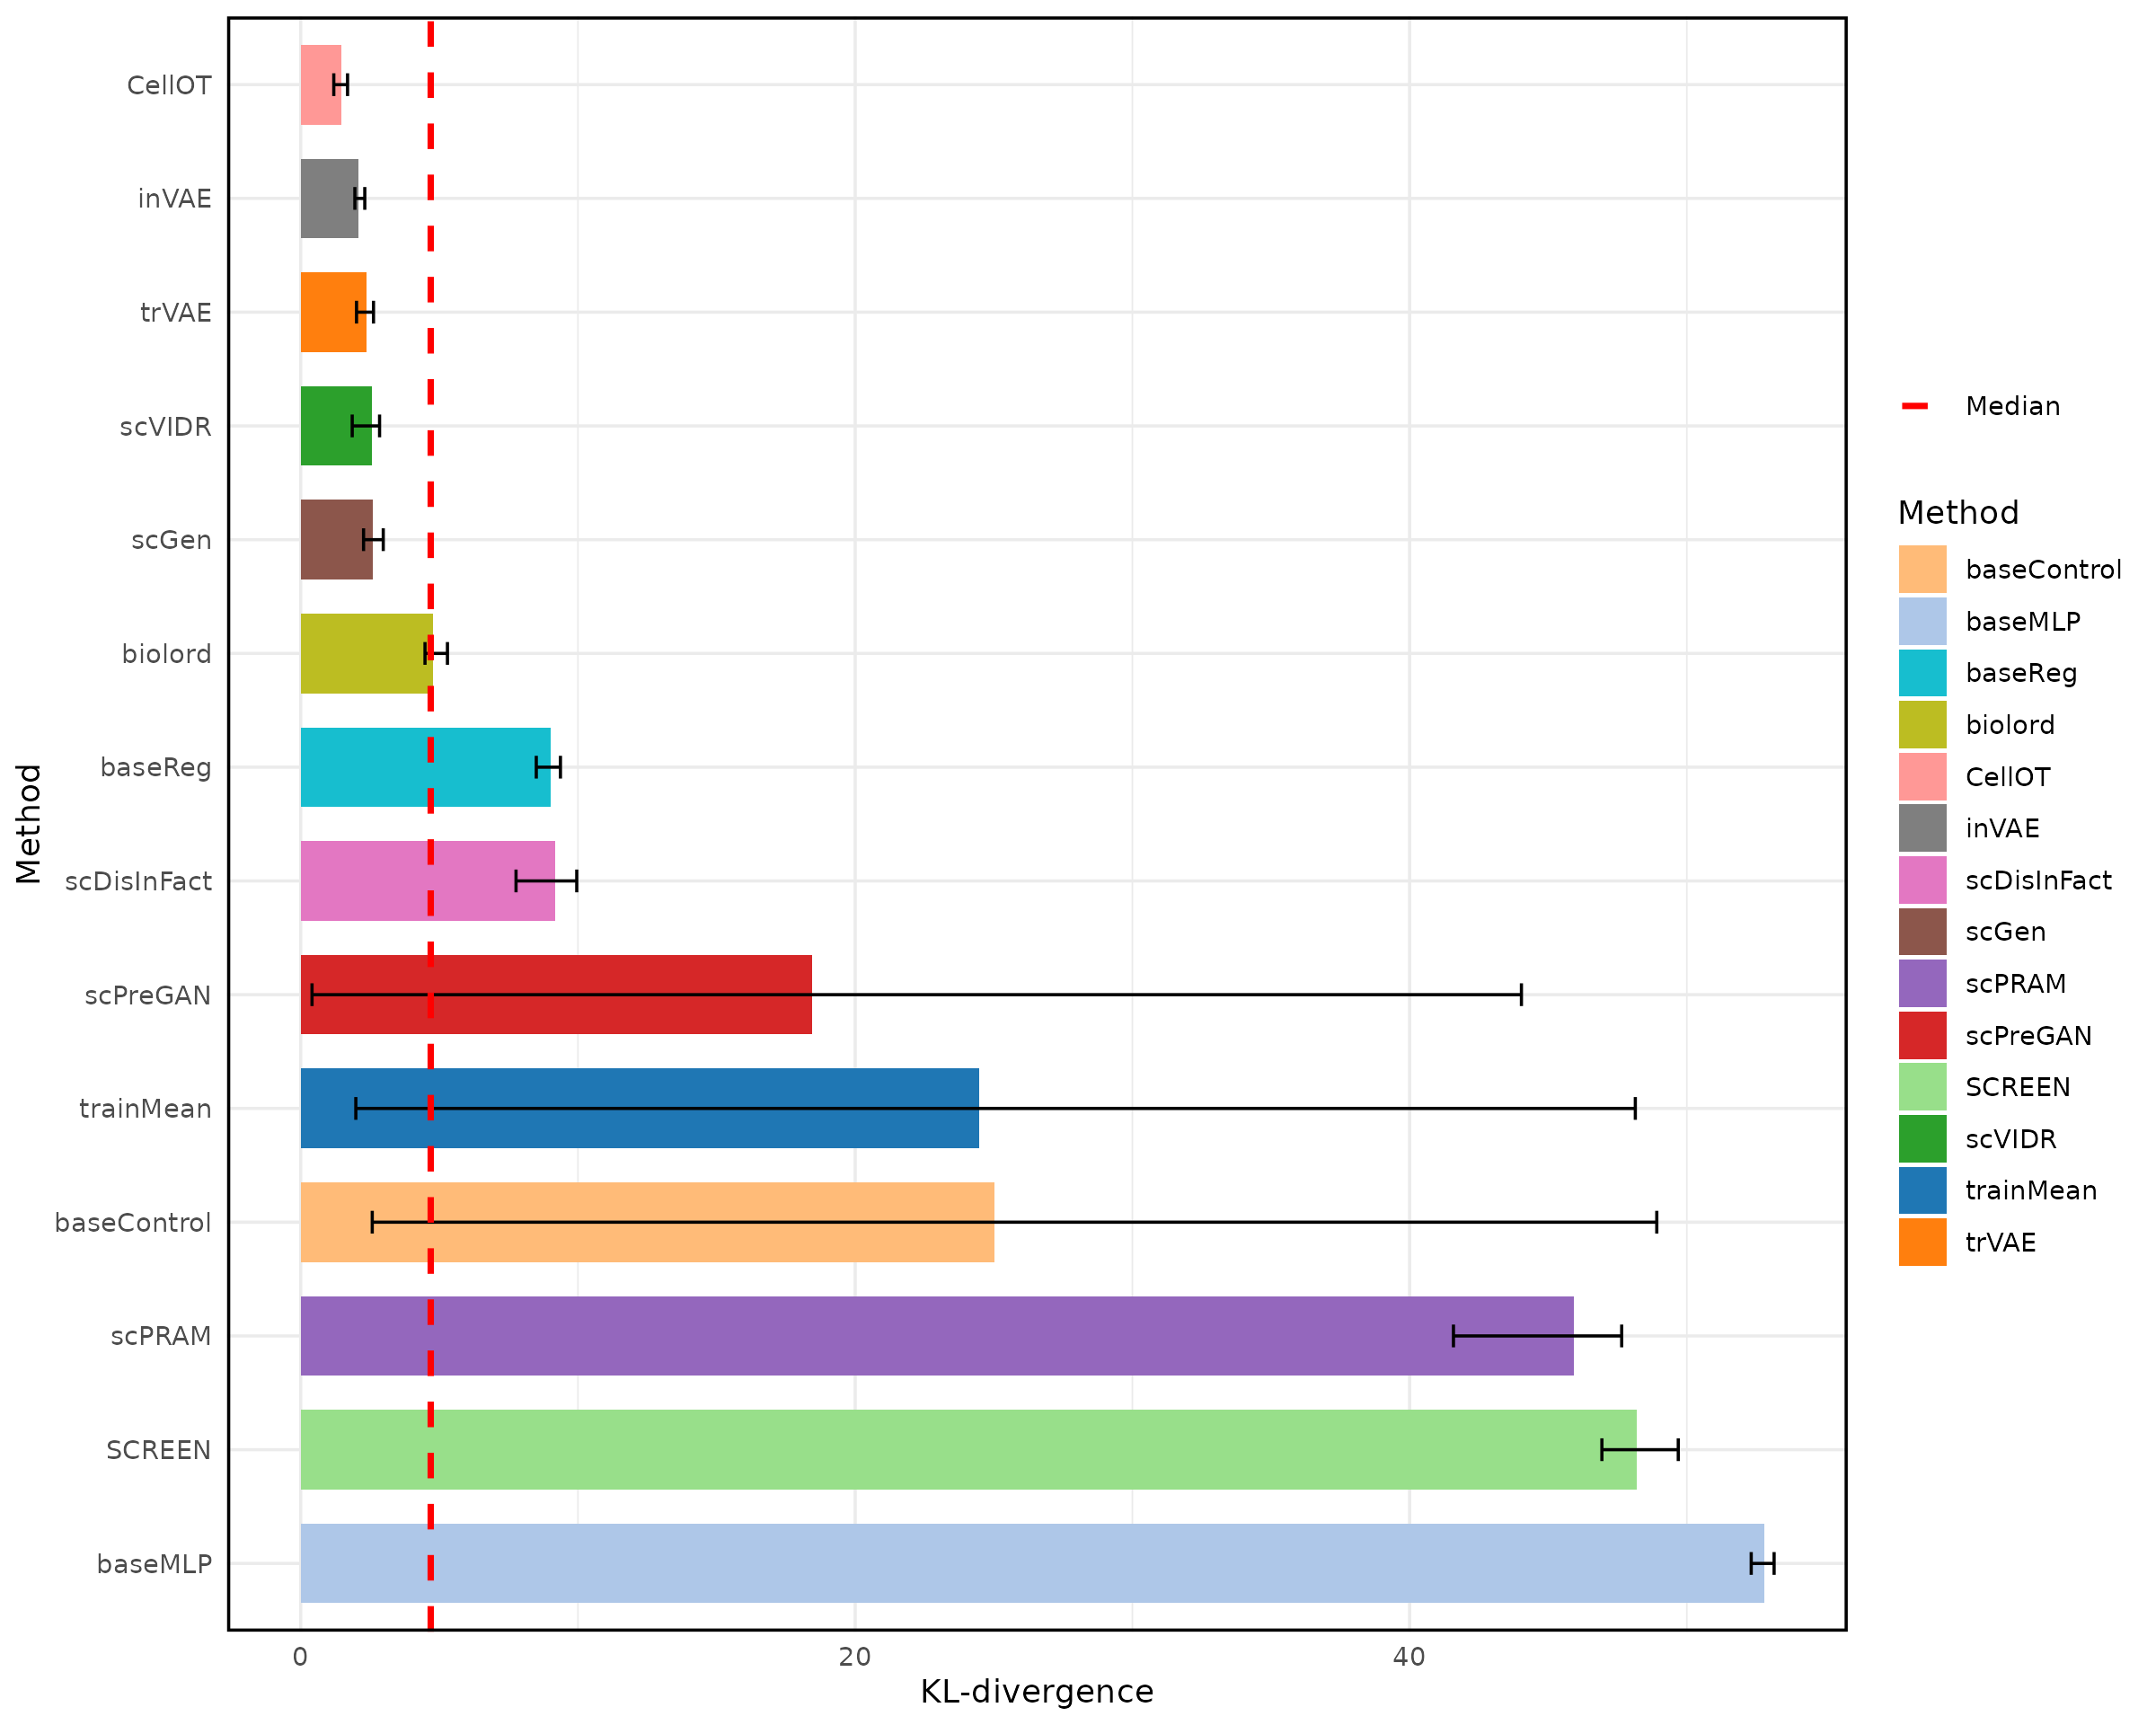 Method
CellOT
inVAE
trVAE
scVIDR
scGen
biolord
baseReg
scDisInFact
scPreGAN
trainMean
baseControl
scPRAM
SCREEN
baseMLP
0 20 40
KL-divergence
Median
Method
baseControl
baseMLP
baseReg
biolord
CellOT
inVAE
scDisInFact
scGen
scPRAM
scPreGAN
SCREEN
scVIDR
trainMean
trVAE